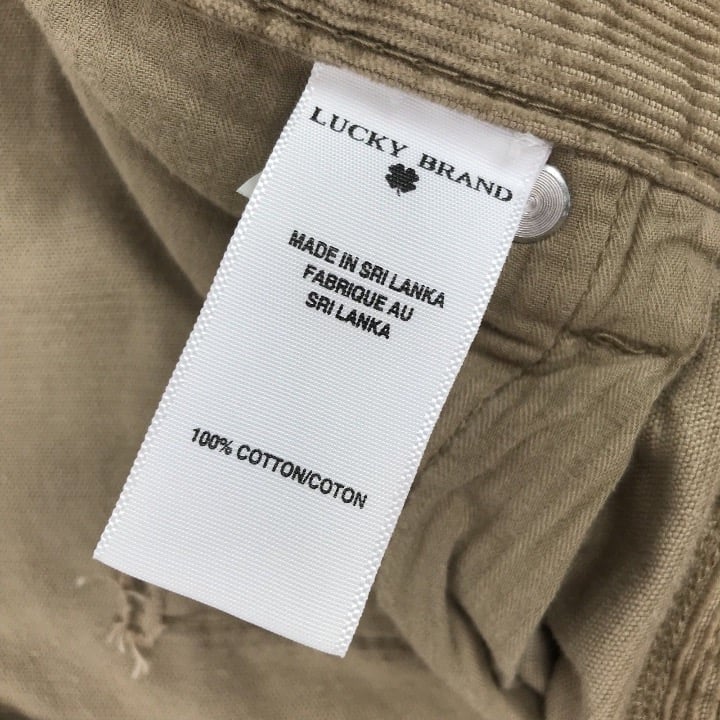 LUCKY BRAND
MADE IN SRI LANKA
FABRIQUE AU
SRI LANKA
100% COTTON/COTON